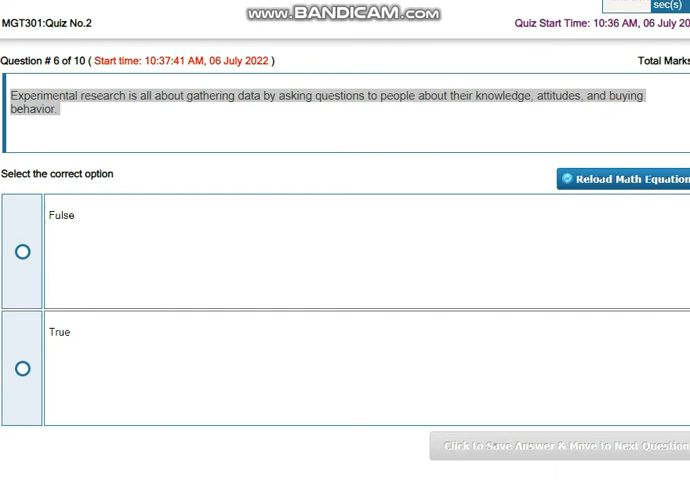 www.BANDICAM.com
sec(s)
MGT301:Quiz No.2
Quiz Start Time: 10:36 AM, 06 July 20
Question # 6 of 10 ( Start time: 10:37:41 AM, 06 July 2022 )
Total Marks
Experimental research is all about gathering data by asking questions to people about their knowledge, attitudes, and buying
behavior.
Select the correct option
Reload Math Equation
Fulse
True
Click to Save Answer & Move to Next Question